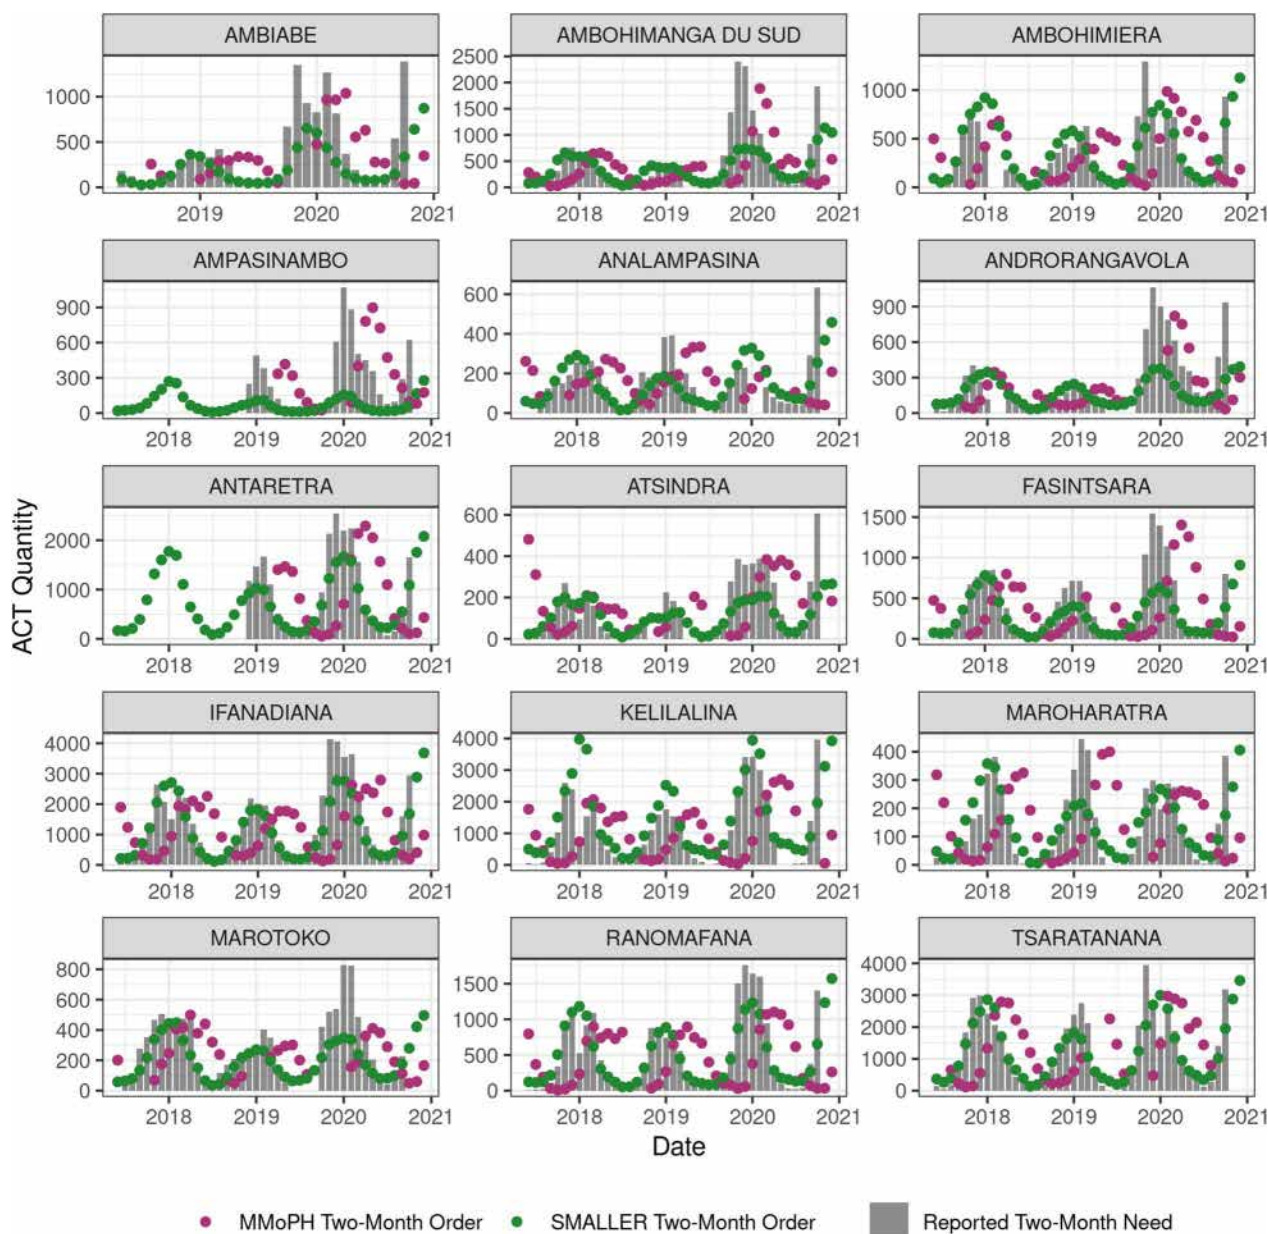 AMBIABE
AMBOHIMANGA DU SUD
AMBOHIMIERA
1000
500
0
2019 2020 2021
2500
2000
1500
1000
500
0
2018 2019 2020 2021
1000
500
0
2018 2019 2020 2021
AMPASINAMBO
ANALAMPASINA
ANDRORANGAVOLA
900
600
300
0
2018 2019 2020 2021
600
400
200
0
2018 2019 2020 2021
900
600
300
0
2018 2019 2020 2021
ANTARETRA
ATSINDRA
FASINTSARA
2000
1000
0
2018 2019 2020 2021
600
400
200
0
2018 2019 2020 2021
1500
1000
500
0
2018 2019 2020 2021
ACT Quantity
IFANADIANA
KELILALINA
MAROHARATRA
4000
3000
2000
1000
0
2018 2019 2020 2021
4000
3000
2000
1000
0
2018 2019 2020 2021
400
300
200
100
0
2018 2019 2020 2021
MAROTOKO
RANOMAFANA
TSARATANANA
800
600
400
200
0
2018 2019 2020 2021
1500
1000
500
0
2018 2019 2020 2021
4000
3000
2000
1000
0
2018 2019 2020 2021
Date
MMoPH Two-Month Order
SMALLER Two-Month Order
Reported Two-Month Need